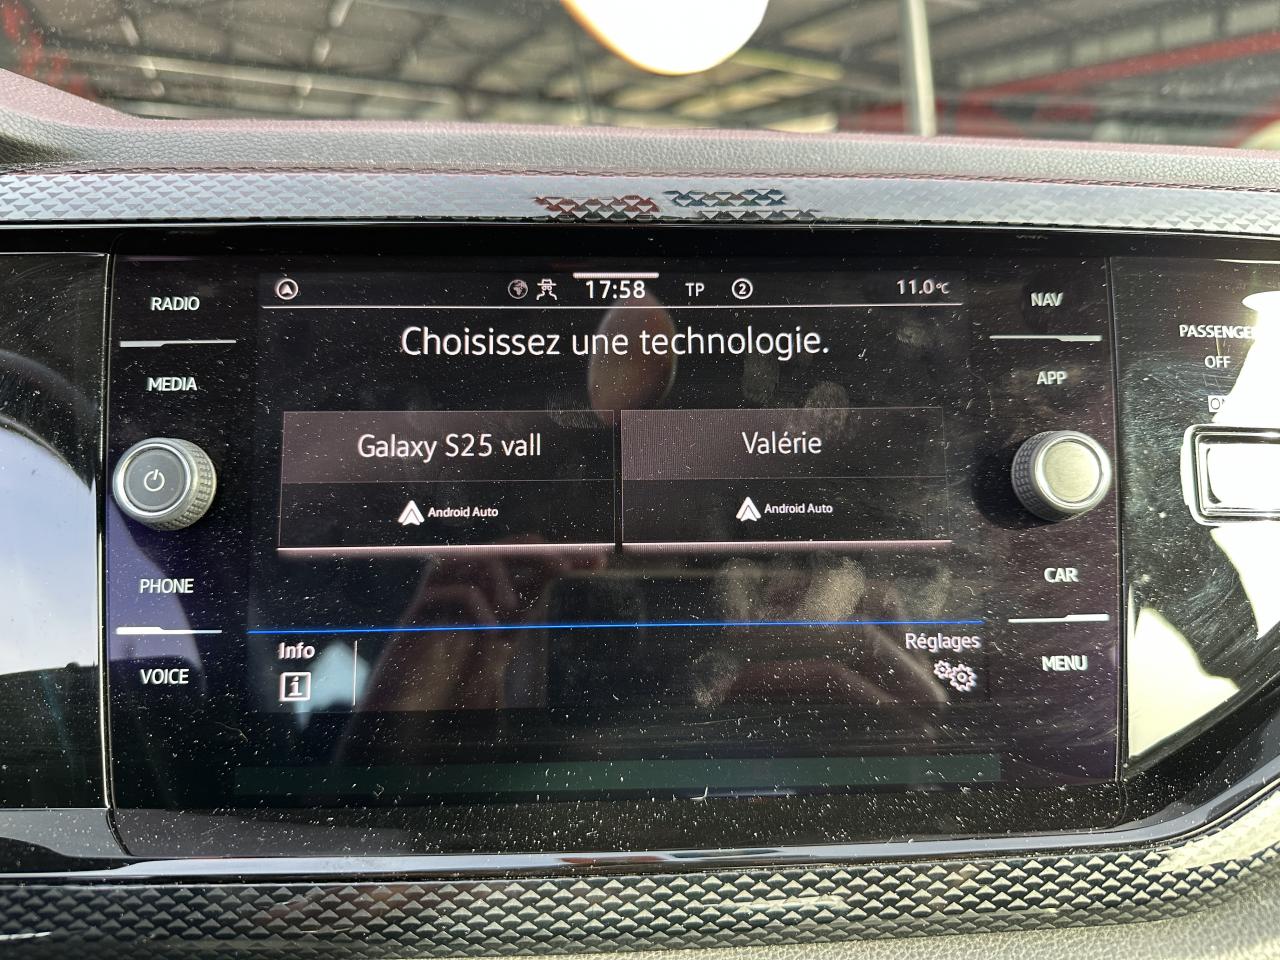 RADIO
17:58 TP 2 11.0°C
NAV
Choisissez une technologie.
MEDIA
APP
PASSENGE
OFF
Galaxy S25 vall
Valérie
Android Auto
Android Auto
PHONE
CAR
Info
Réglages
VOICE
MENU